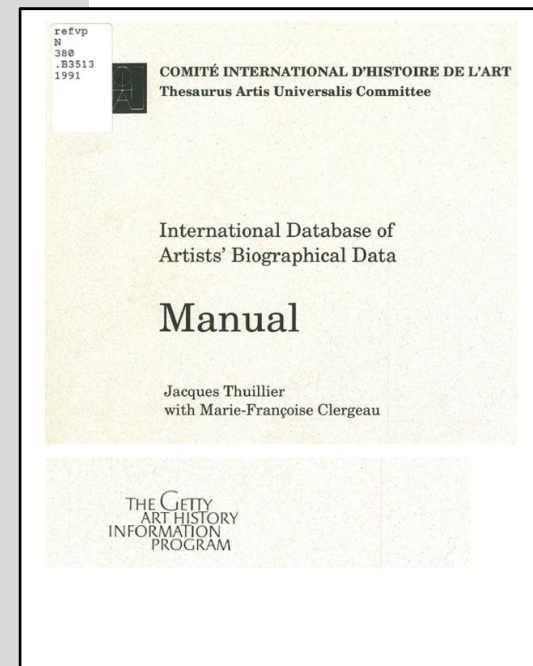 refvp
N
380
.B3513
1991
COMITÉ INTERNATIONAL D'HISTOIRE DE L'ART
Thesaurus Artis Universalis Committee
International Database of
Artists' Biographical Data
Manual
Jacques Thuillier
with Marie-Françoise Clergeau
THE GETTY
ART HISTORY
INFORMATION
PROGRAM